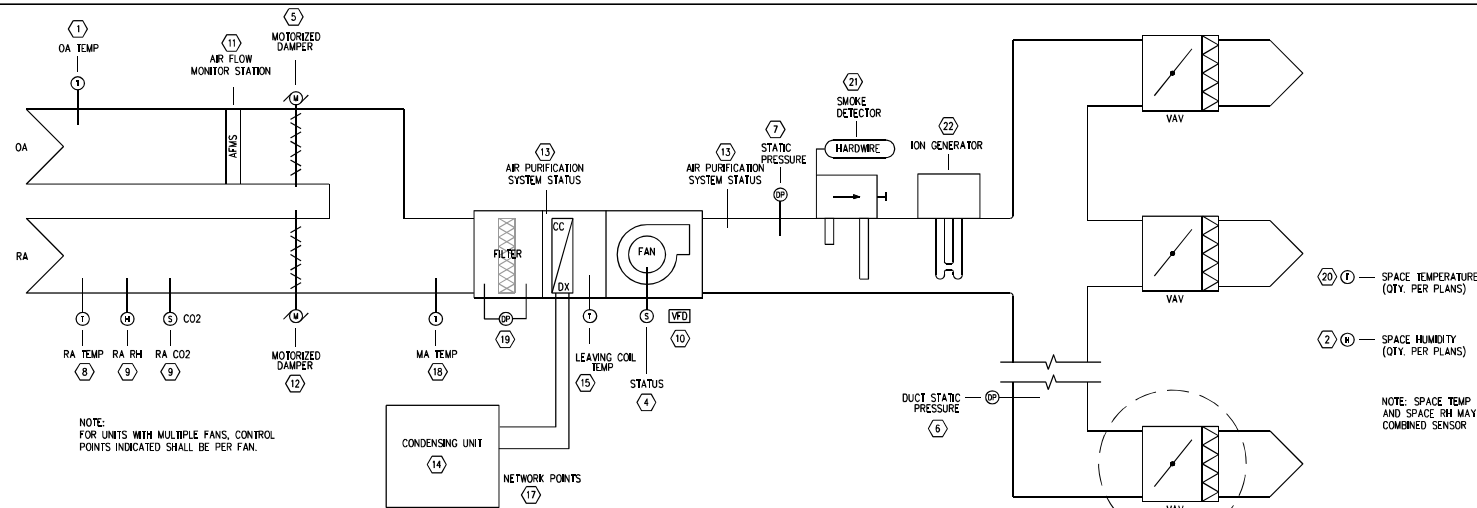 1
OA TEMP
T
11
AIR FLOW
MONITOR STATION
5
MOTORIZED
DAMPER
M
OA
AFMS
RA
T
RA TEMP
8
H
RA RH
9
S
CO2
RA CO2
9
M
MOTORIZED
DAMPER
12
T
MA TEMP
18
13
AIR PURIFICATION
SYSTEM STATUS
FILTER
DP
19
CC
DX
T
LEAVING COIL
TEMP
15
FAN
S
STATUS
4
VFD
10
13
AIR PURIFICATION
SYSTEM STATUS
7
STATIC
PRESSURE
DP
21
SMOKE
DETECTOR
HARDWIRE
22
ION GENERATOR
VAV
VAV
DUCT STATIC
PRESSURE
DP
6
VAV
20
T
SPACE TEMPERATURE
(QTY. PER PLANS)
2
H
SPACE HUMIDITY
(QTY. PER PLANS)
NOTE: SPACE TEMP
AND SPACE RH MAY
COMBINED SENSOR
NOTE:
FOR UNITS WITH MULTIPLE FANS, CONTROL
POINTS INDICATED SHALL BE PER FAN.
CONDENSING UNIT
14
NETWORK POINTS
17